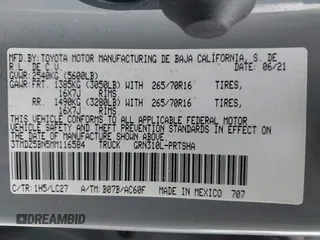 MFD.BY: TOYOTA MOTOR MANUFACTURING DE BAJA CALIFORNIA, S. DE
R.L. DE C.V. DATE: 06/21
GVWR: 2540KG (5600LB)
GAWR: FRT. 1385KG (3050LB) WITH 265/70R16 TIRES,
16X7J RIMS
RR. 1490KG (3280LB) WITH 265/70R16 TIRES,
16X7J RIMS
THIS VEHICLE CONFORMS TO ALL APPLICABLE FEDERAL MOTOR
VEHICLE SAFETY AND THEFT PREVENTION STANDARDS IN EFFECT ON
THE DATE OF MANUFACTURE SHOWN ABOVE.
3TMDZ5BN5MM116584 TRUCK GRN310L-PRTSHA
C/TR: 1H5/LC27 A/TM: B07B/AC60F MADE IN MEXICO 707